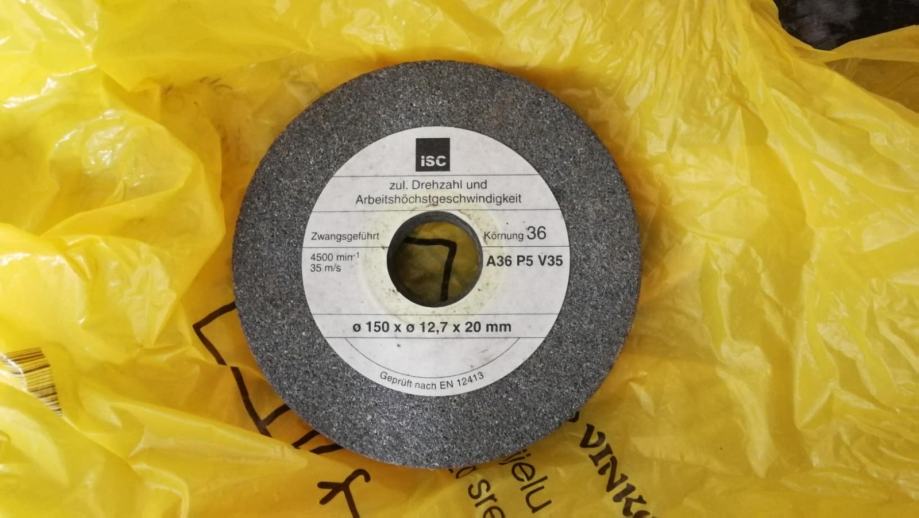 iSC
zul. Drehzahl und
Arbeitshöchstgeschwindigkeit
Zwangsgeführt
Körnung 36
4500 min⁻¹
35 m/s
A36 P5 V35
ø 150 x ø 12,7 x 20 mm
Geprüft nach EN 12413